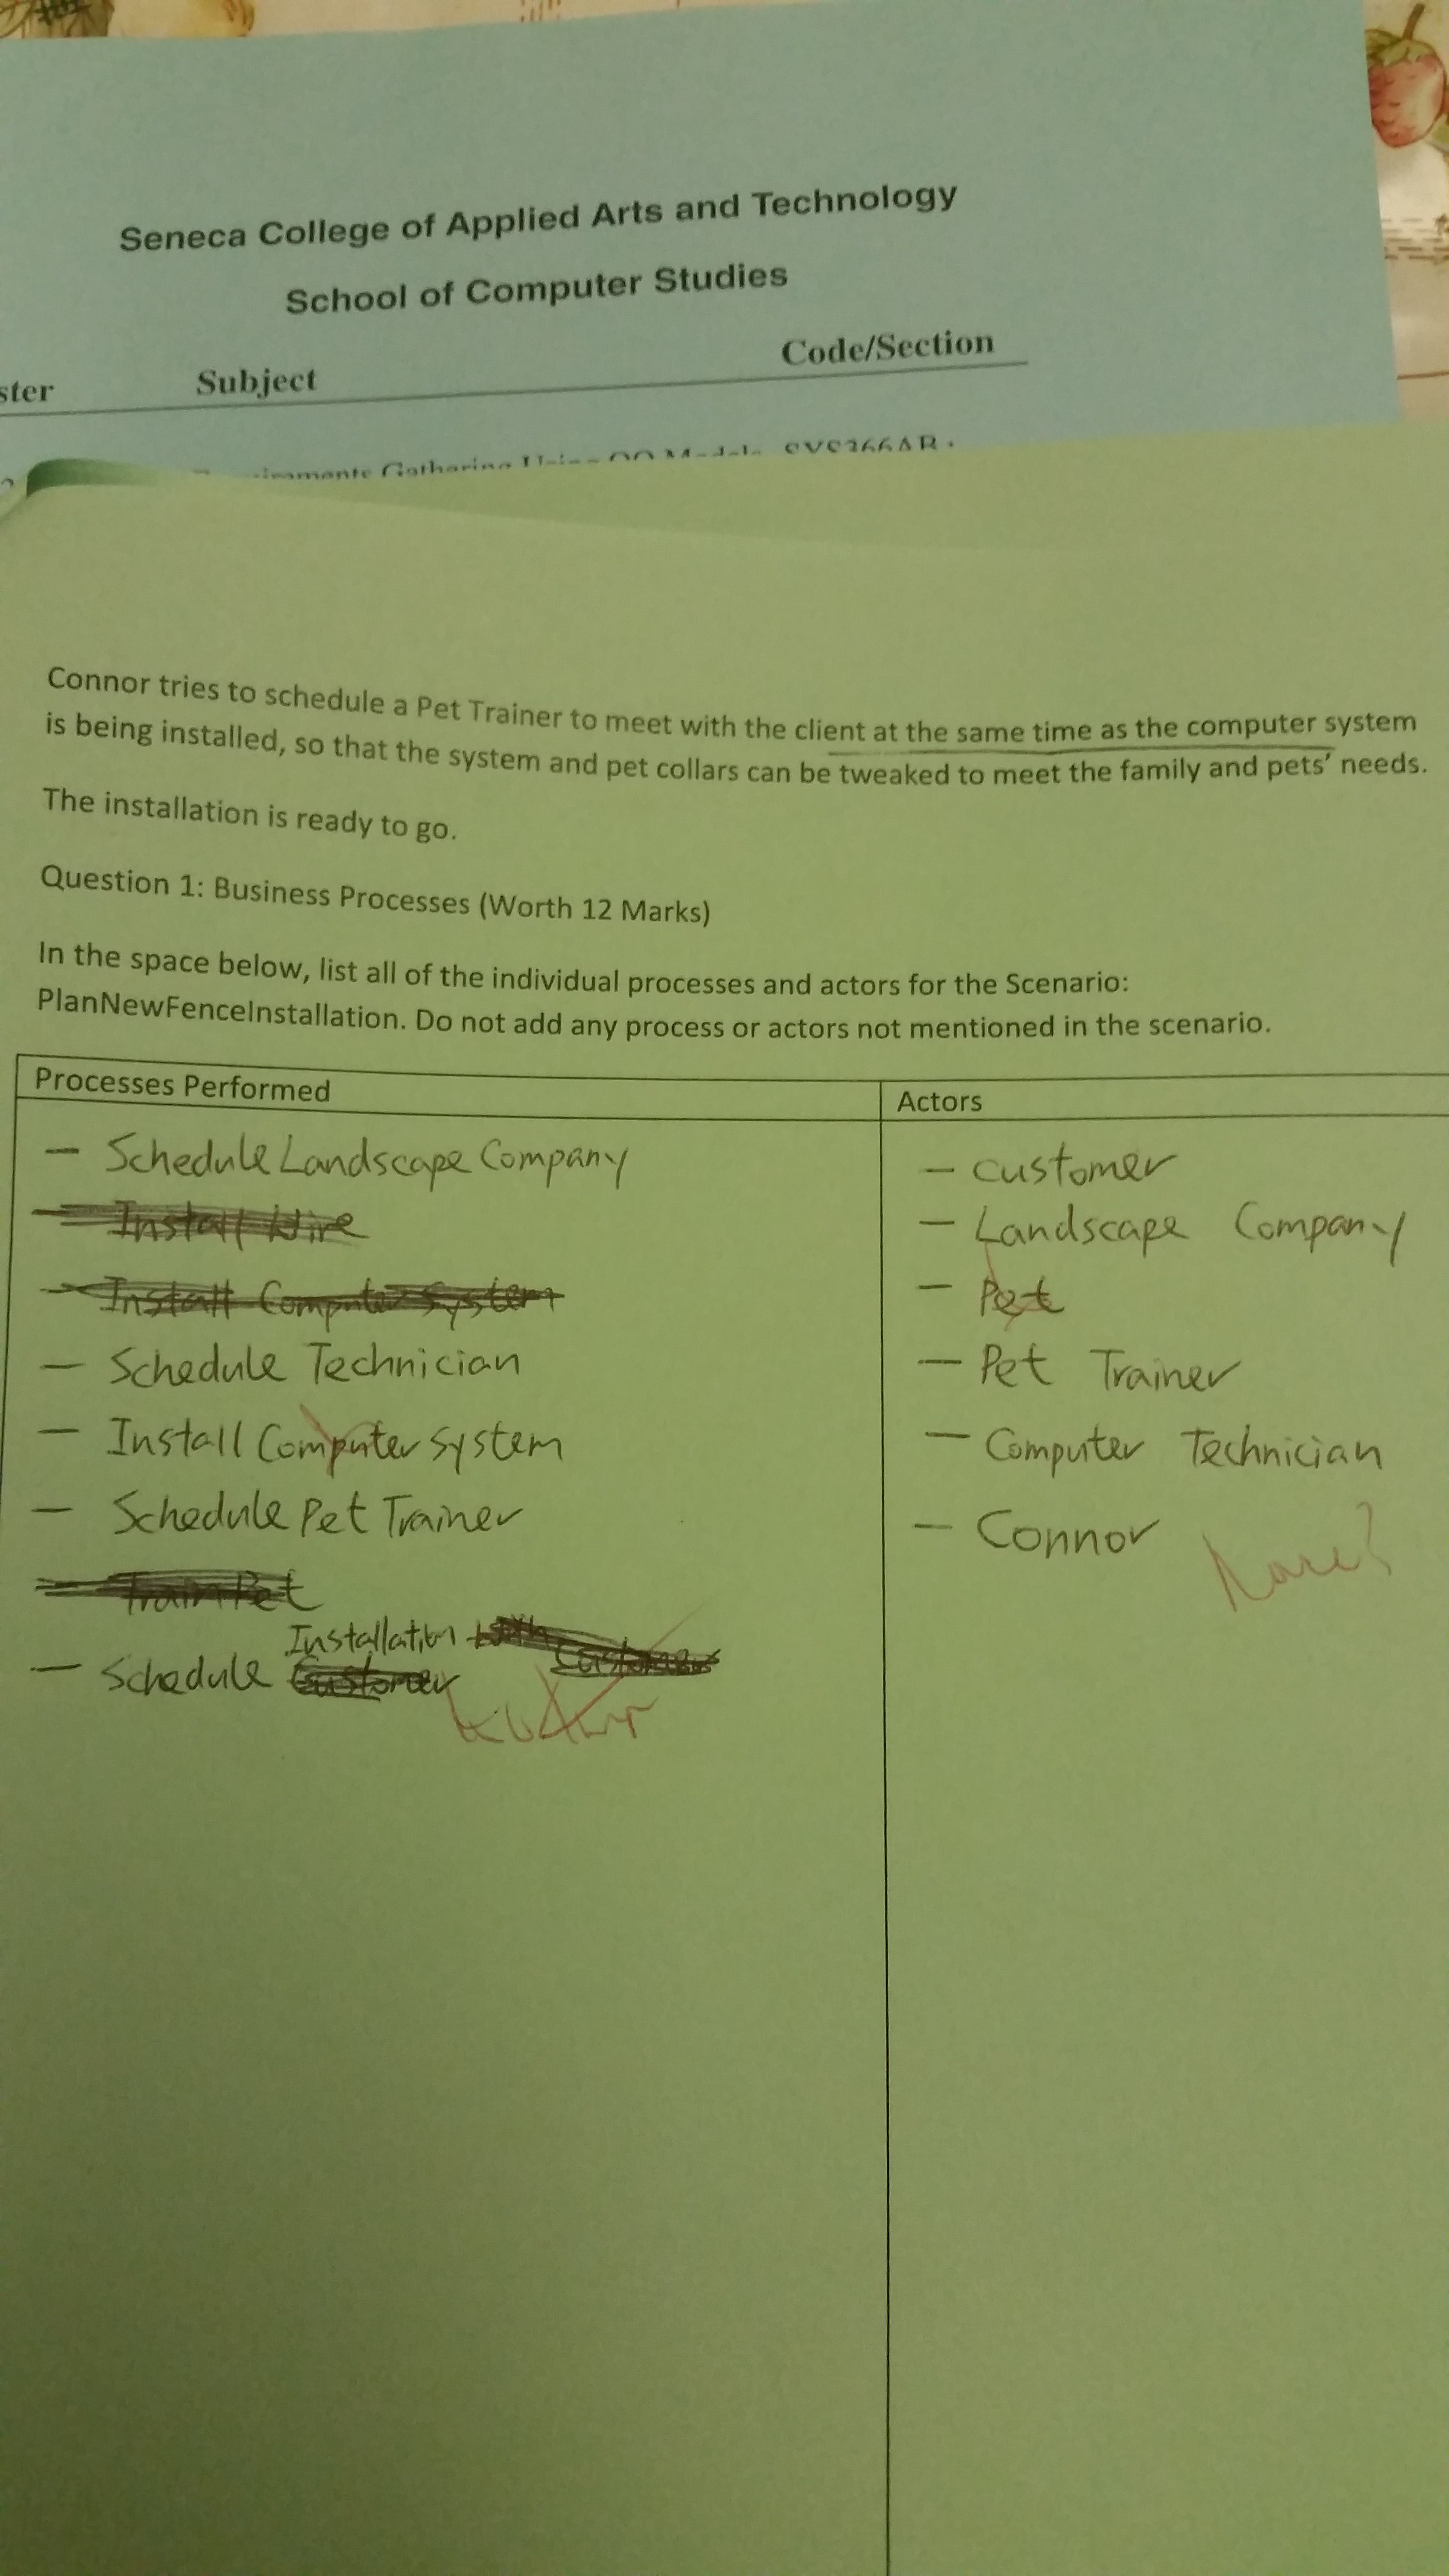 Seneca College of Applied Arts and Technology
School of Computer Studies
ster Subject Code/Section
Gathering Using OO Models SYS366AB
Connor tries to schedule a Pet Trainer to meet with the client at the same time as the computer system
is being installed, so that the system and pet collars can be tweaked to meet the family and pets' needs.
The installation is ready to go.
Question 1: Business Processes (Worth 12 Marks)
In the space below, list all of the individual processes and actors for the Scenario:
PlanNewFenceInstallation. Do not add any process or actors not mentioned in the scenario.
Processes Performed Actors
- Schedule Landscape Company - customer
- Install Wire - Landscape Company
- Install Computer System - Pet
- Schedule Technician - Pet Trainer
- Install Computer system - Computer Technician
- Schedule Pet Trainer - Connor
- Train Pet
Installation with Customer
- Schedule Customer